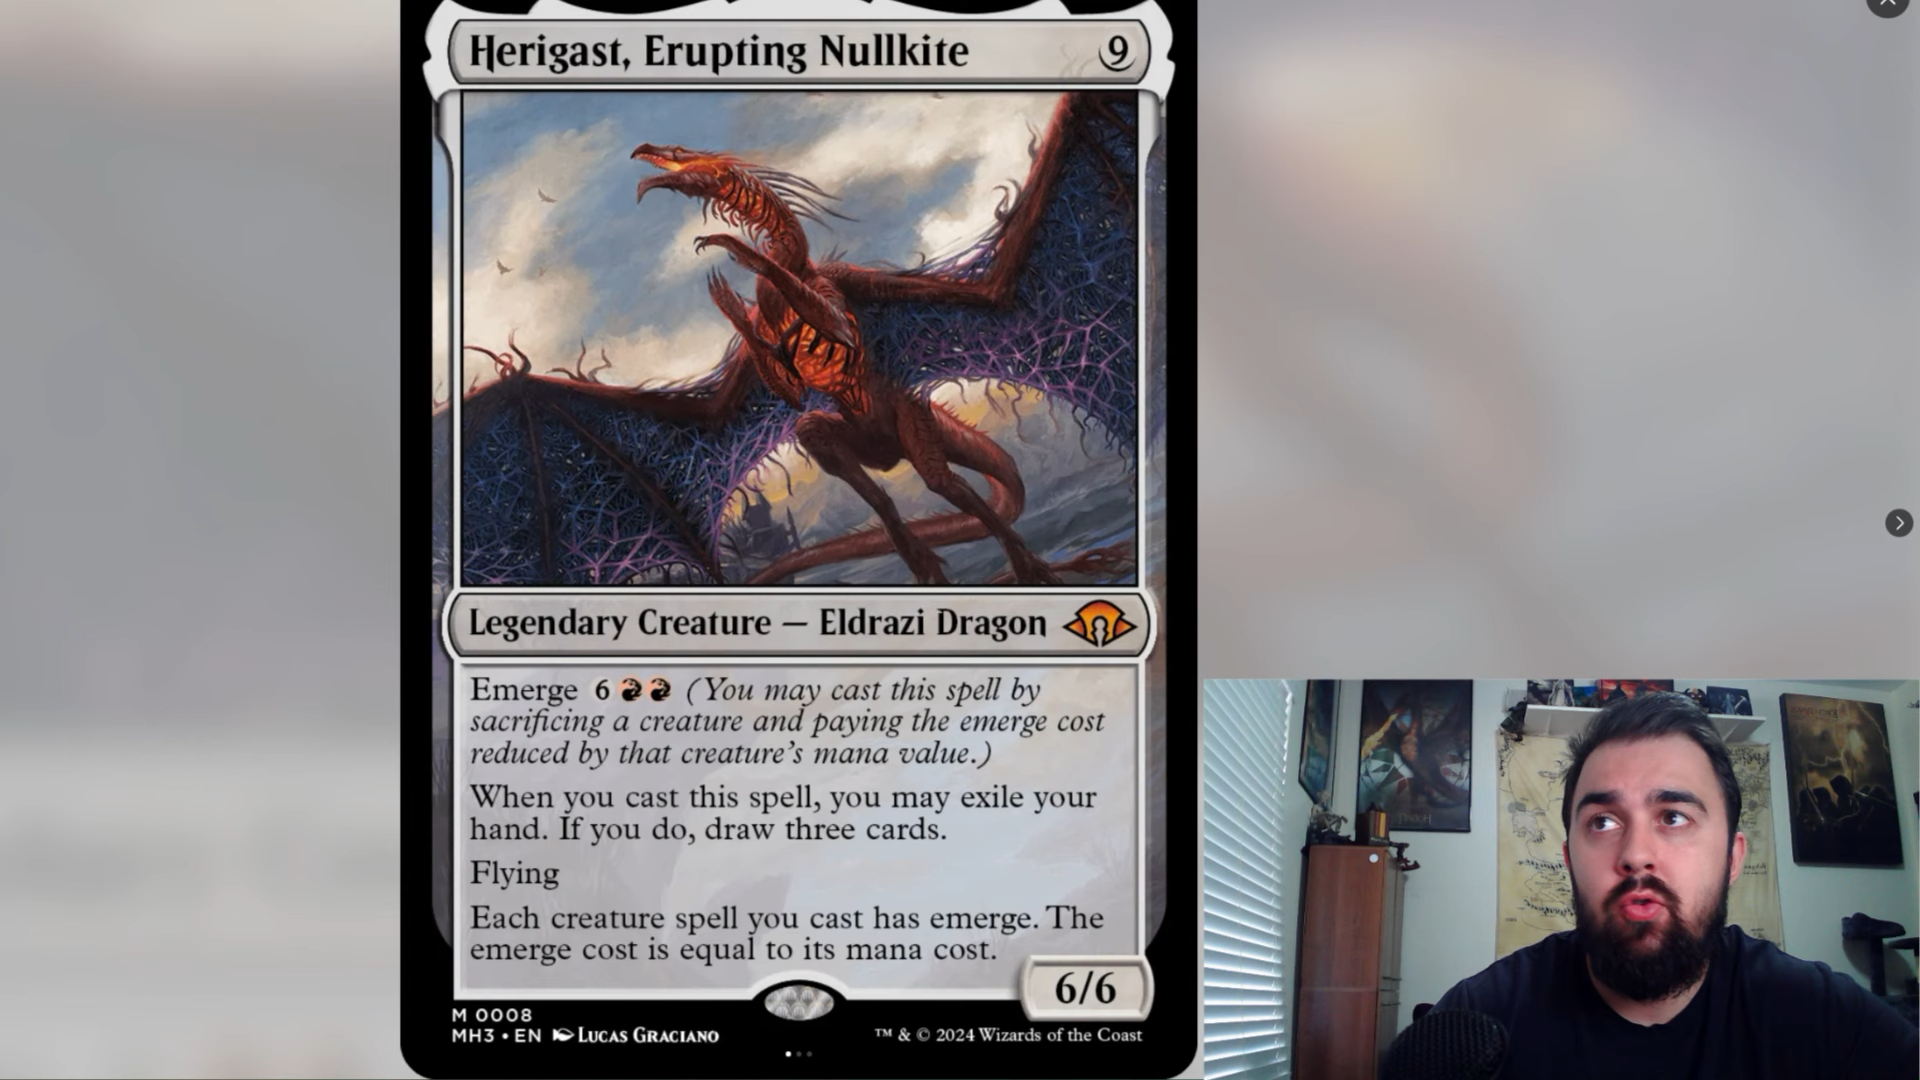 Herigast, Erupting Nullkite 9
Legendary Creature — Eldrazi Dragon
Emerge 6 (You may cast this spell by
sacrificing a creature and paying the emerge cost
reduced by that creature's mana value.)
When you cast this spell, you may exile your
hand. If you do, draw three cards.
Flying
Each creature spell you cast has emerge. The
emerge cost is equal to its mana cost.
6/6
M 0008
MH3 • EN Lucas Graciano
™ & © 2024 Wizards of the Coast